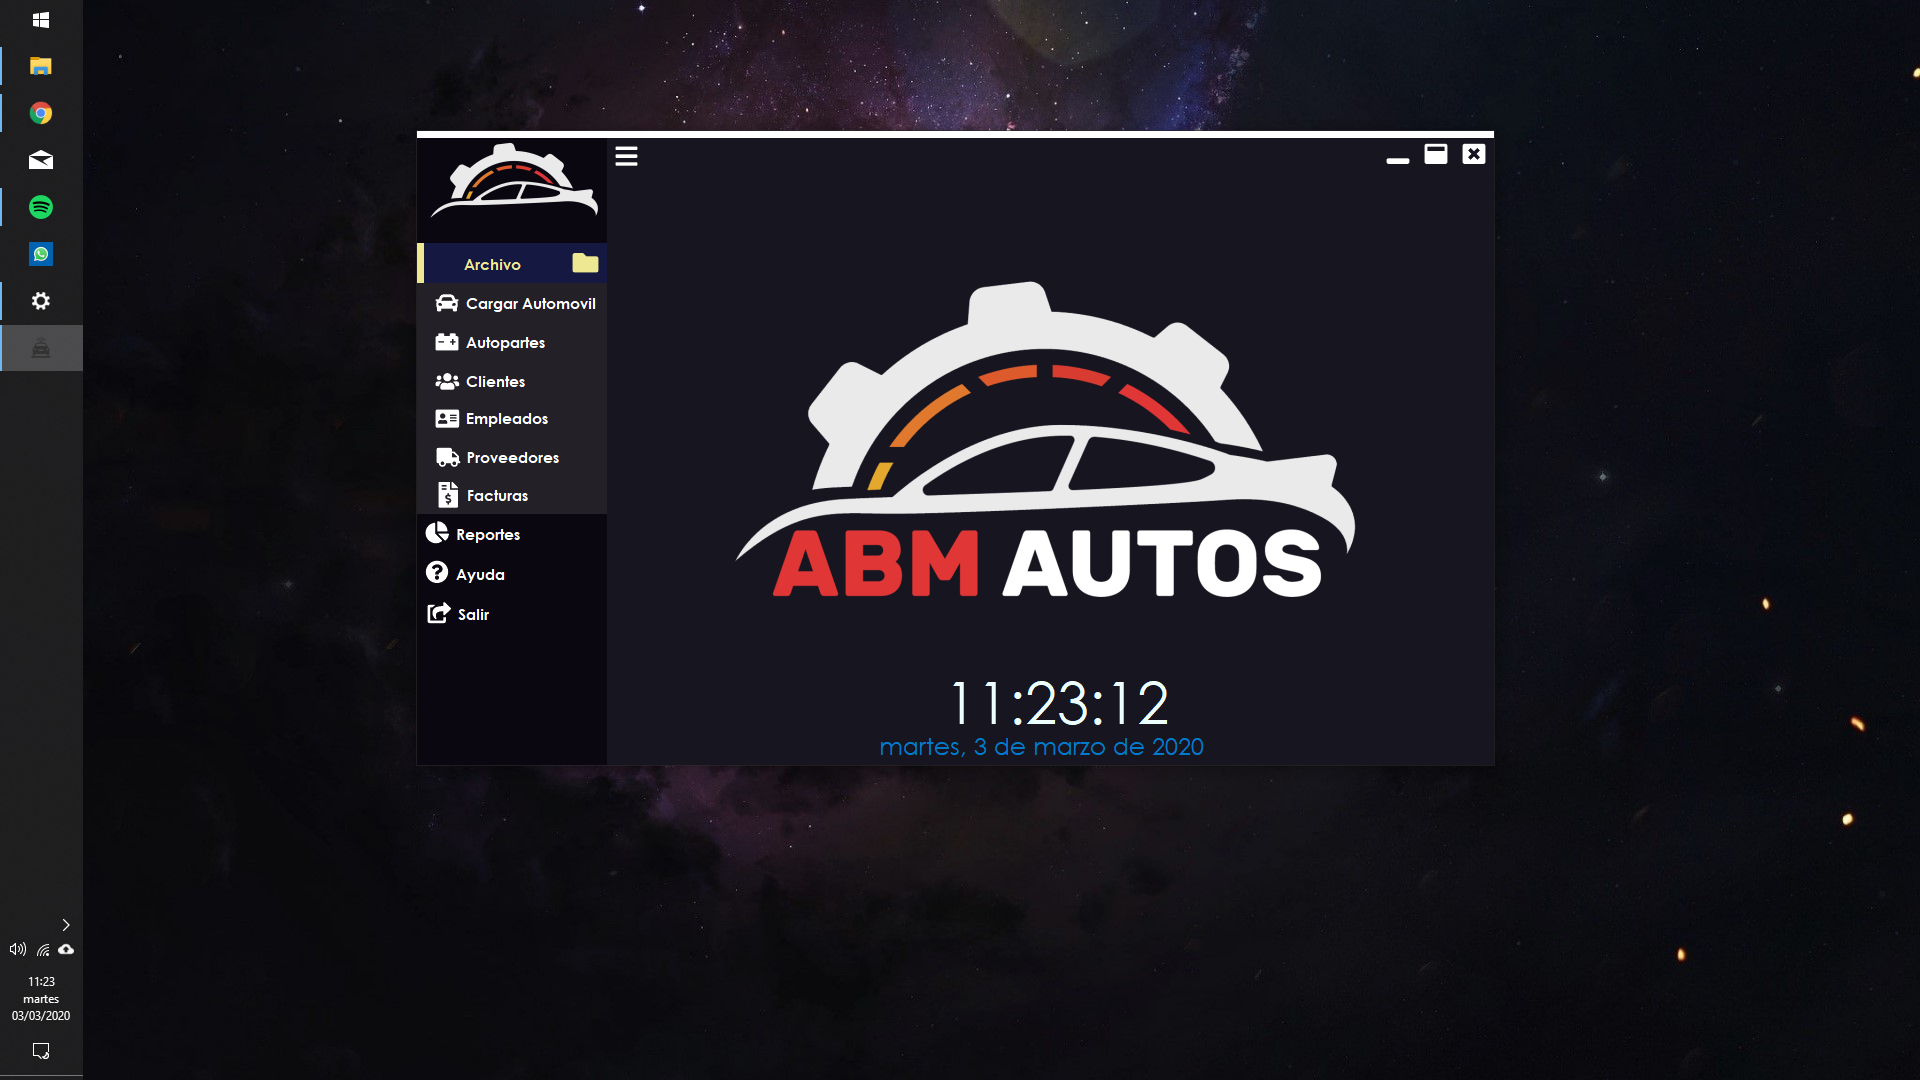 Archivo
Cargar Automovil
Autopartes
Clientes
Empleados
Proveedores
Facturas
Reportes
Ayuda
Salir
ABM AUTOS
11:23:12
martes, 3 de marzo de 2020
11:23
martes
03/03/2020